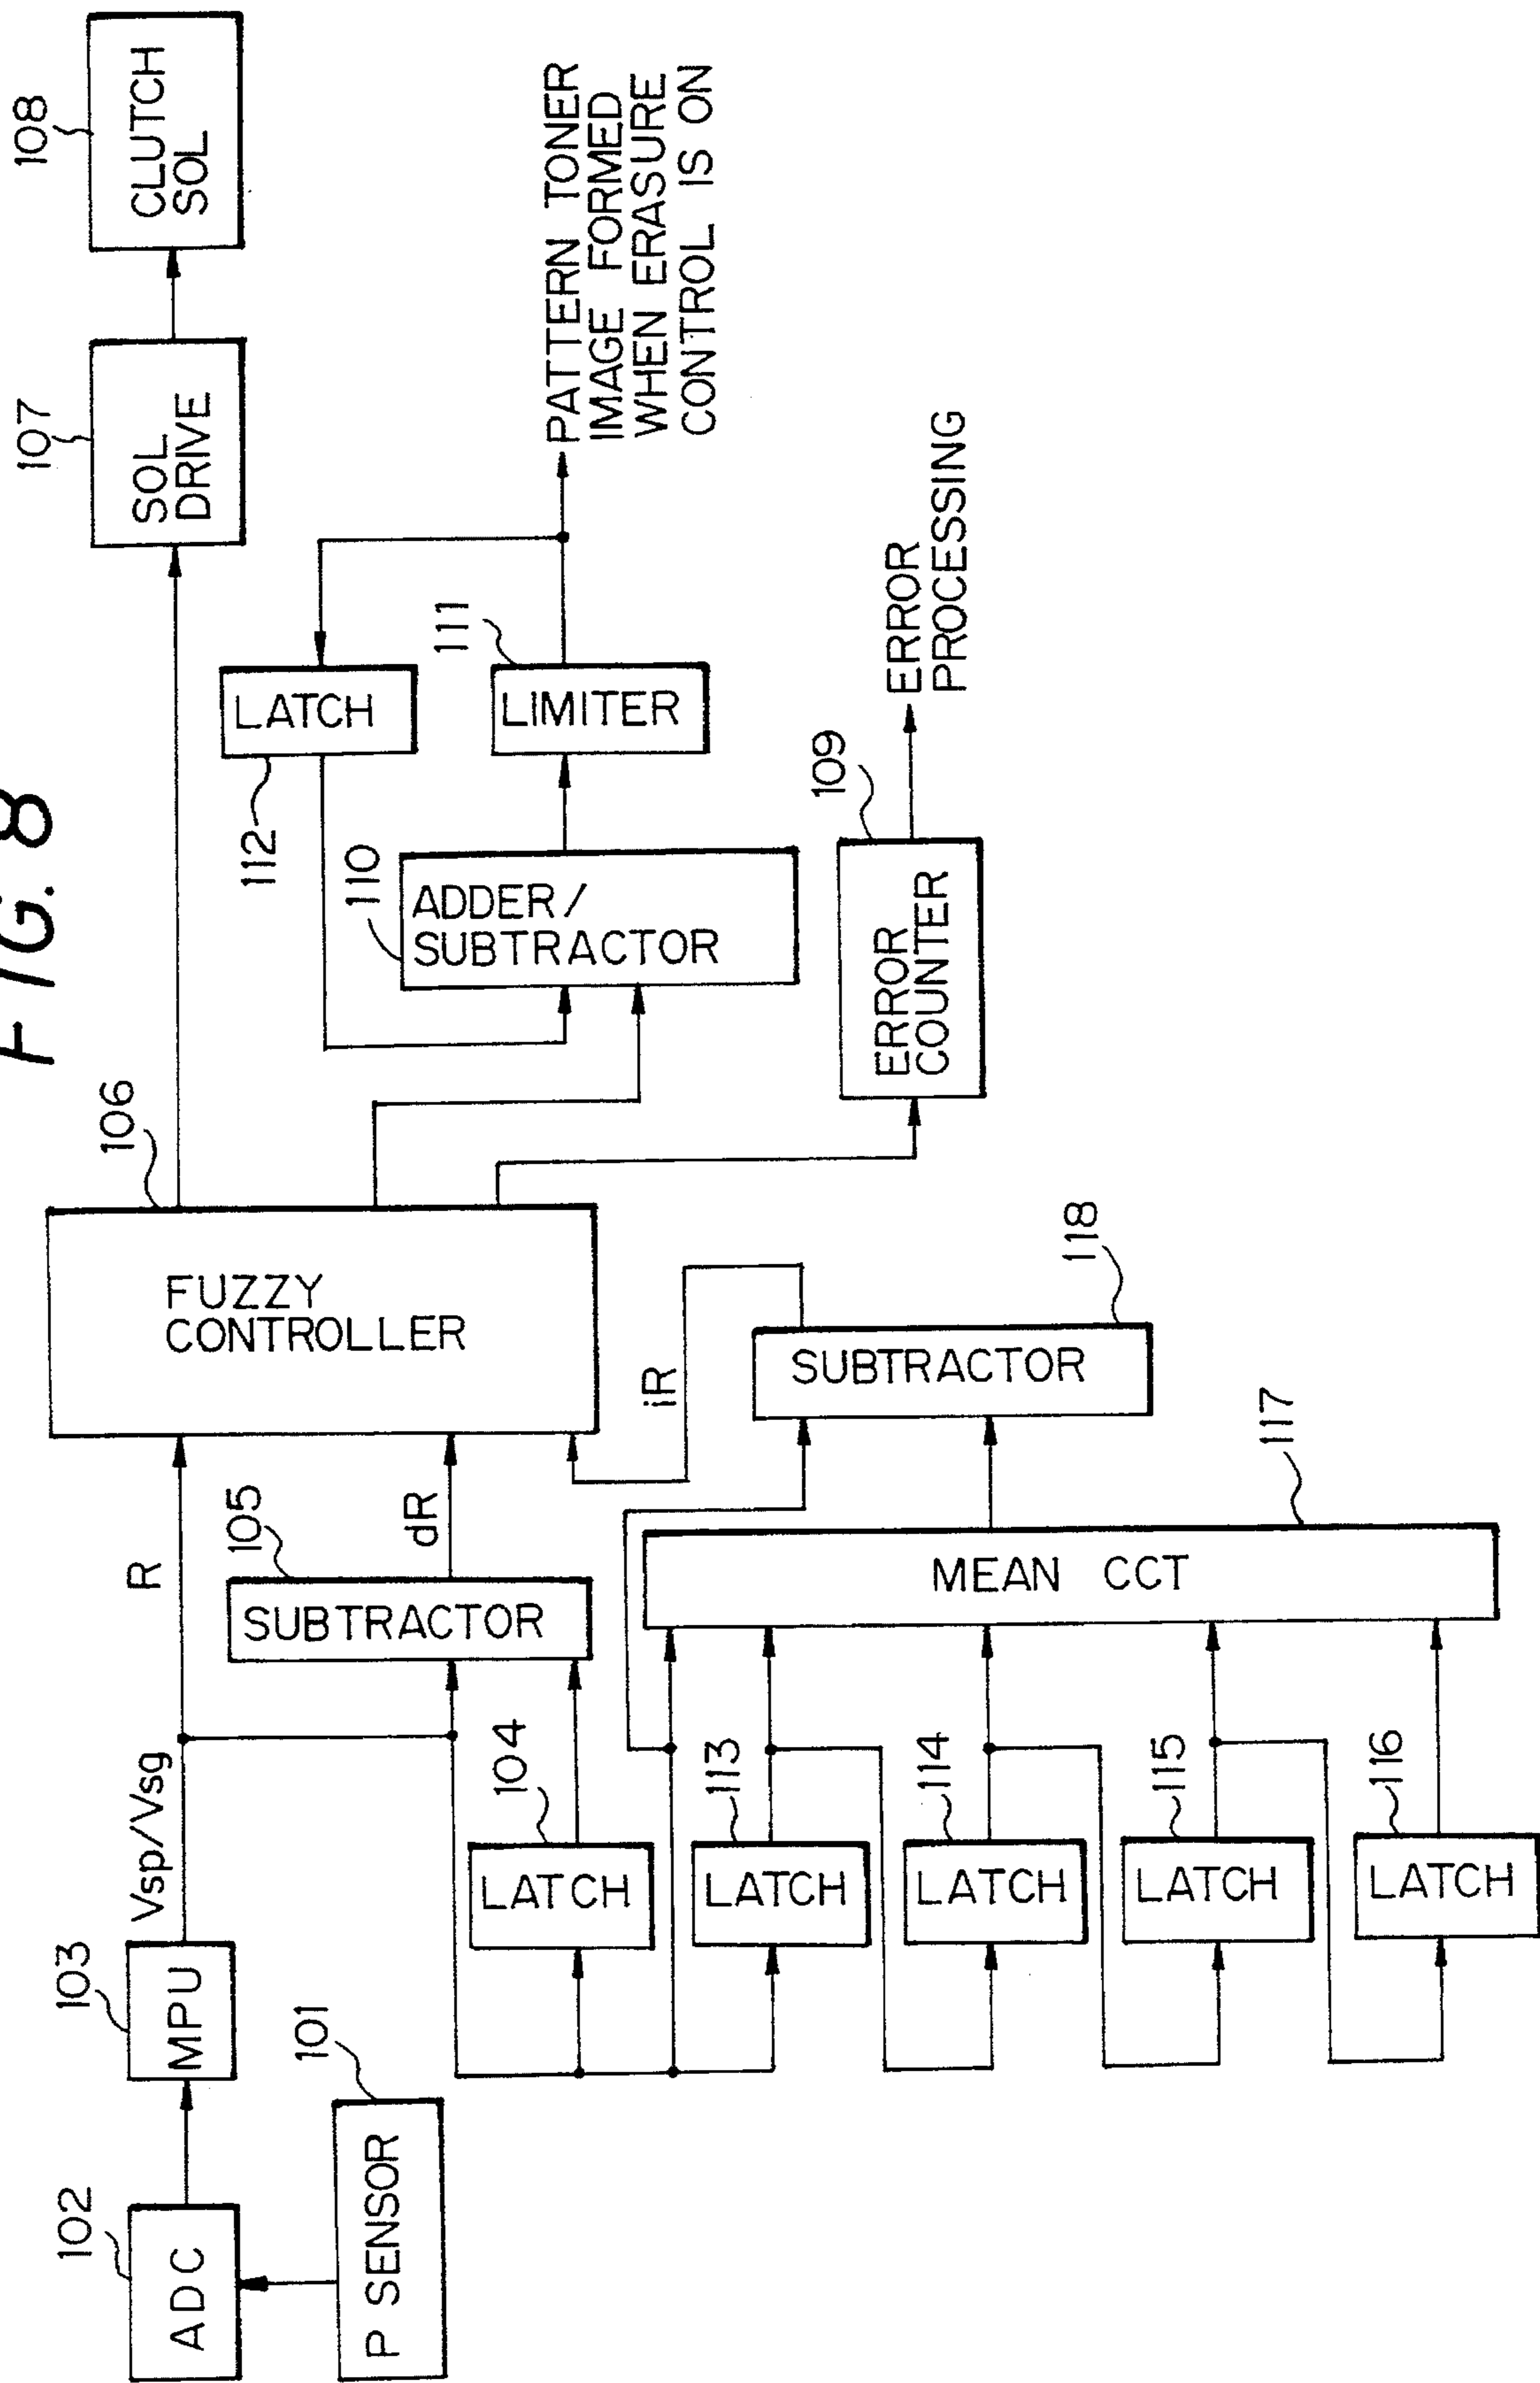 FIG. 8
102
ADC
101
P SENSOR
103
MPU
Vsp/Vsg
R
104
LATCH
105
SUBTRACTOR
dR
113
LATCH
114
LATCH
115
LATCH
116
LATCH
117
MEAN CCT
118
SUBTRACTOR
iR
106
FUZZY
CONTROLLER
107
SOL
DRIVE
108
CLUTCH
SOL
112
LATCH
110
ADDER/
SUBTRACTOR
111
LIMITER
PATTERN TONER
IMAGE FORMED
WHEN ERASURE
CONTROL IS ON
109
ERROR
COUNTER
ERROR
PROCESSING